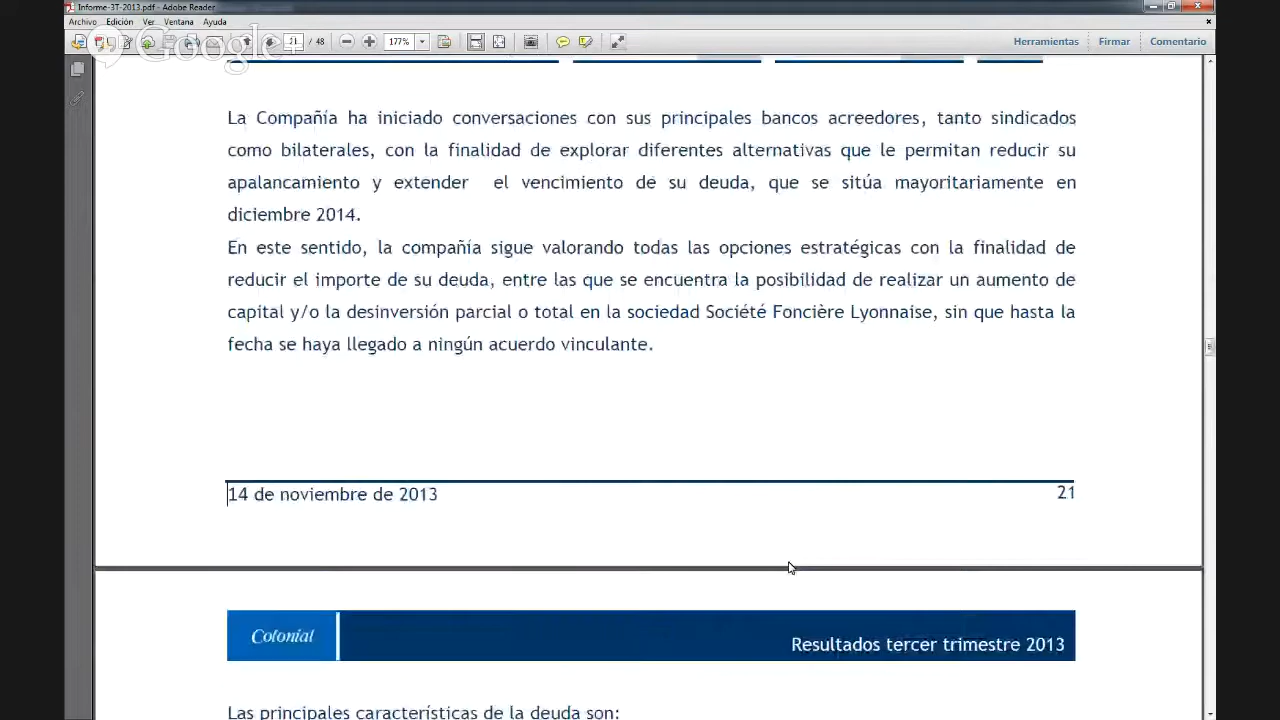 Informe-3T-2013.pdf - Adobe Reader
Archivo Edición Ver Ventana Ayuda
Google+
21 / 48 177% Herramientas Firmar Comentario
La Compañía ha iniciado conversaciones con sus principales bancos acreedores, tanto sindicados
como bilaterales, con la finalidad de explorar diferentes alternativas que le permitan reducir su
apalancamiento y extender el vencimiento de su deuda, que se sitúa mayoritariamente en
diciembre 2014.
En este sentido, la compañía sigue valorando todas las opciones estratégicas con la finalidad de
reducir el importe de su deuda, entre las que se encuentra la posibilidad de realizar un aumento de
capital y/o la desinversión parcial o total en la sociedad Société Foncière Lyonnaise, sin que hasta la
fecha se haya llegado a ningún acuerdo vinculante.
14 de noviembre de 2013 21
Colonial Resultados tercer trimestre 2013
Las principales características de la deuda son: